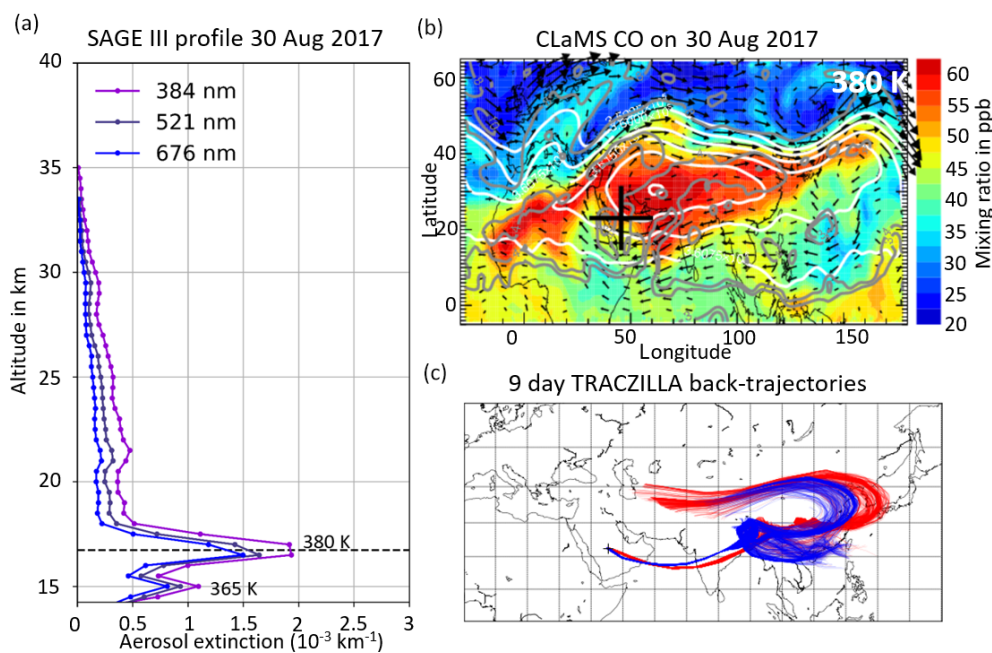 (a)
SAGE III profile 30 Aug 2017
40
35
30
25
20
15
Altitude in km
384 nm
521 nm
676 nm
380 K
365 K
0 0.5 1 1.5 2 2.5 3
Aerosol extinction (10⁻³ km⁻¹)
(b)
CLaMS CO on 30 Aug 2017
380 K
60
40
20
0
Latitude
0 50 100 150
Longitude
60
55
50
45
40
35
30
25
20
Mixing ratio in ppb
(c)
9 day TRACZILLA back-trajectories